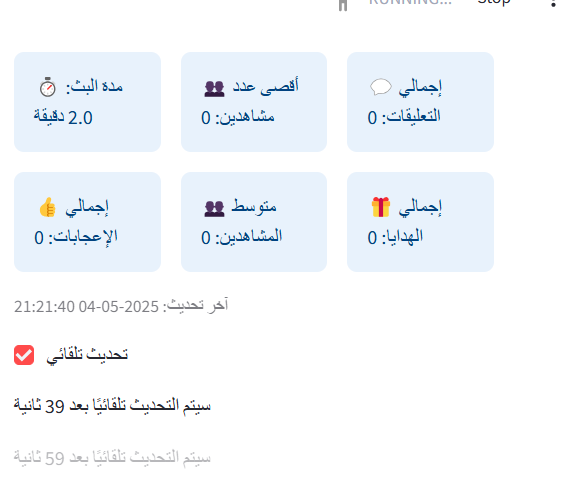 RUNNING... Stop
إجمالي
التعليقات: 0
أقصى عدد
مشاهدين: 0
مدة البث:
2.0 دقيقة
إجمالي
الهدايا: 0
متوسط
المشاهدين: 0
إجمالي
الإعجابات: 0
آخر تحديث: 2025-05-04 21:21:40
تحديث تلقائي
سيتم التحديث تلقائيًا بعد 39 ثانية
سيتم التحديث تلقائيًا بعد 59 ثانية